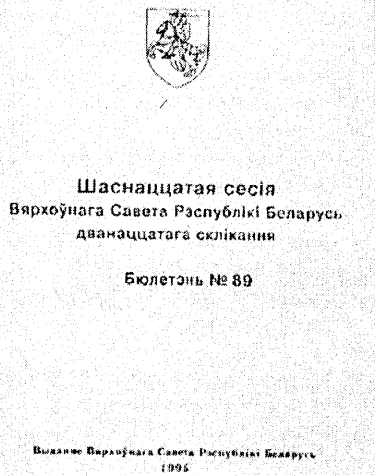 Шаснаццатая сесія
Вярхоўнага Савета Рэспублікі Беларусь
дванаццатага склікання
Бюлетэнь № 89
Выданне Вярхоўнага Савета Рэспублікі Беларусь
1995